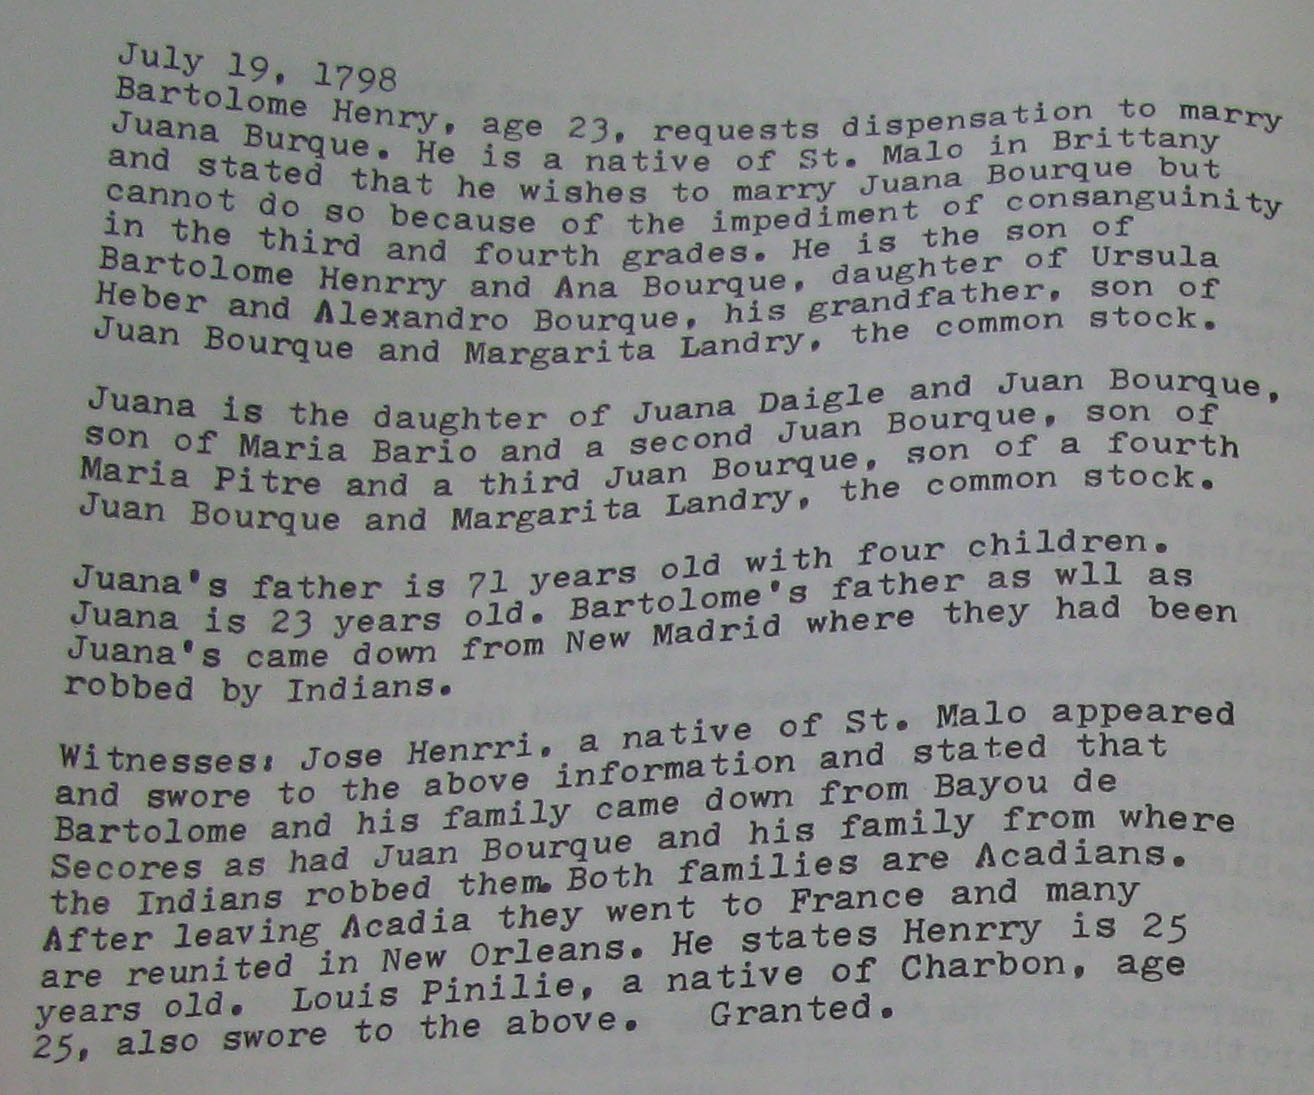 July 19, 1798
Bartolome Henry, age 23, requests dispensation to marry
Juana Burque. He is a native of St. Malo in Brittany
and stated that he wishes to marry Juana Bourque but
cannot do so because of the impediment of consanguinity
in the third and fourth grades. He is the son of
Bartolome Henrry and Ana Bourque, daughter of Ursula
Heber and Alexandro Bourque, his grandfather, son of
Juan Bourque and Margarita Landry, the common stock.
Juana is the daughter of Juana Daigle and Juan Bourque,
son of Maria Bario and a second Juan Bourque, son of
Maria Pitre and a third Juan Bourque, son of a fourth
Juan Bourque and Margarita Landry, the common stock.
Juana's father is 71 years old with four children.
Juana is 23 years old. Bartolome's father as wll as
Juana's came down from New Madrid where they had been
robbed by Indians.
Witnesses: Jose Henrri, a native of St. Malo appeared
and swore to the above information and stated that
Bartolome and his family came down from Bayou de
Secores as had Juan Bourque and his family from where
the Indians robbed them. Both families are Acadians.
After leaving Acadia they went to France and many
are reunited in New Orleans. He states Henrry is 25
years old. Louis Pinilie, a native of Charbon, age
25, also swore to the above. Granted.